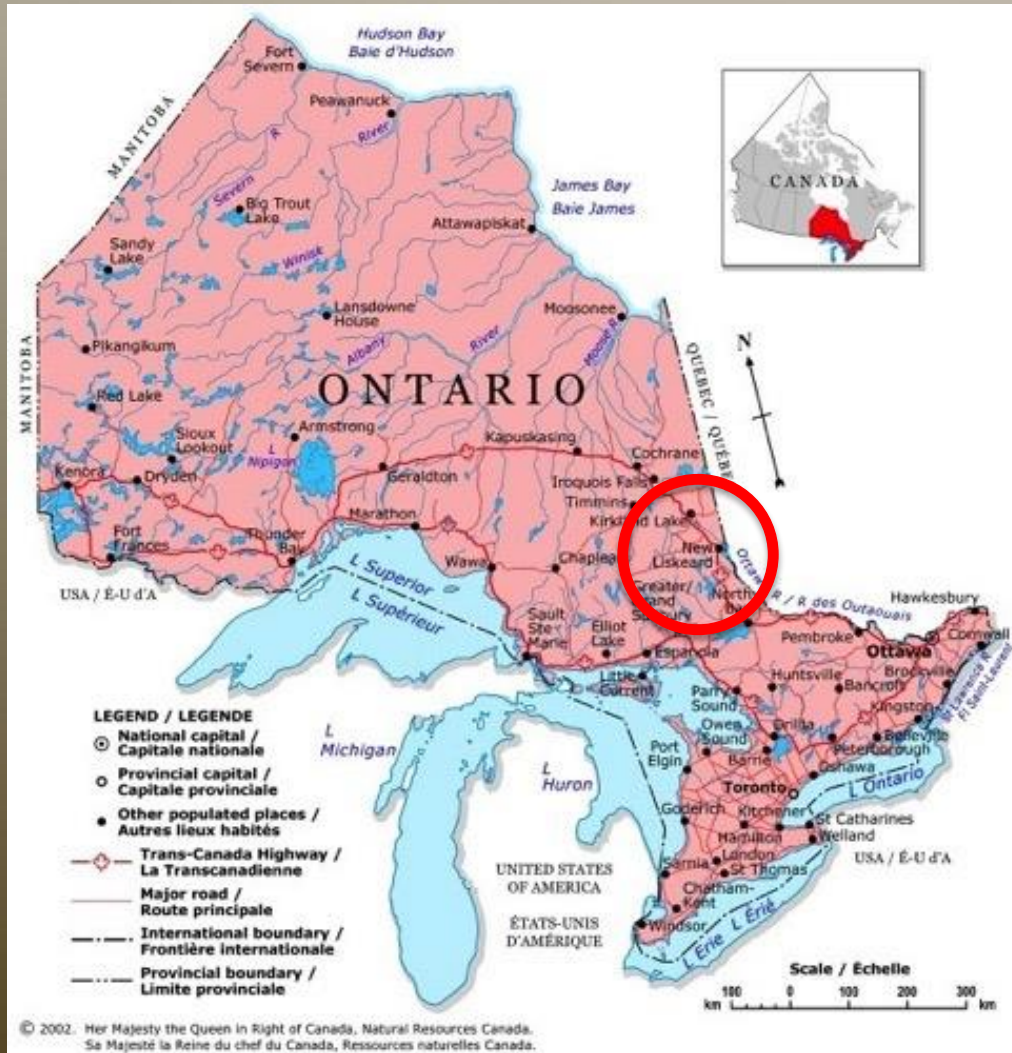 Hudson Bay
Baie d'Hudson
Fort
Severn
Peawanuck
River
MANITOBA
R
Severn
Big Trout
Lake
James Bay
Baie James
Attawapiskat
CANADA
Sandy
Lake
Winisk
Lansdowne
House
Moosonee
MANITOBA
Pikangikum
Albany
River
Moose R
QUEBEC / QUÉBEC
N
ONTARIO
Red Lake
Sioux
Lookout
Armstrong
L
Nipigon
Kapuskasing
Cochrane
Kenora
Dryden
Geraldton
Iroquois Falls
Timmins
Marathon
Kirkland Lake
Fort
Frances
Thunder
Bay
Wawa
New
Liskeard
USA / É-U d'A
L Superior
L Supérieur
Greater/
Ottawa R / R des Outaouais
Hawkesbury
Sault
Ste
Marie
Elliot
Lake
Espanola
Pembroke
Ottawa
Cornwall
Little
Current
Parry
Sound
Huntsville
Bancroft
Brockville
Kingston
St Lawrence R
Fl Saint-Laurent
Owen
Sound
Orillia
Belleville
Peterborough
Barrie
Port
Elgin
Oshawa
L
Michigan
L
Huron
Toronto
L Ontario
Goderich
Kitchener
St Catharines
Hamilton
Welland
London
Sarnia
St Thomas
USA / É-U d'A
UNITED STATES
OF AMERICA
ÉTATS-UNIS
D'AMÉRIQUE
Chatham-
Kent
Windsor
L Erie L Érié
LEGEND / LEGENDE
National capital /
Capitale nationale
Provincial capital /
Capitale provinciale
Other populated places /
Autres lieux habités
Trans-Canada Highway /
La Transcanadienne
Major road /
Route principale
International boundary /
Frontière internationale
Provincial boundary /
Limite provinciale
Scale / Échelle
100 0 100 200 300
km km
© 2002. Her Majesty the Queen in Right of Canada, Natural Resources Canada.
Sa Majesté la Reine du chef du Canada, Ressources naturelles Canada.